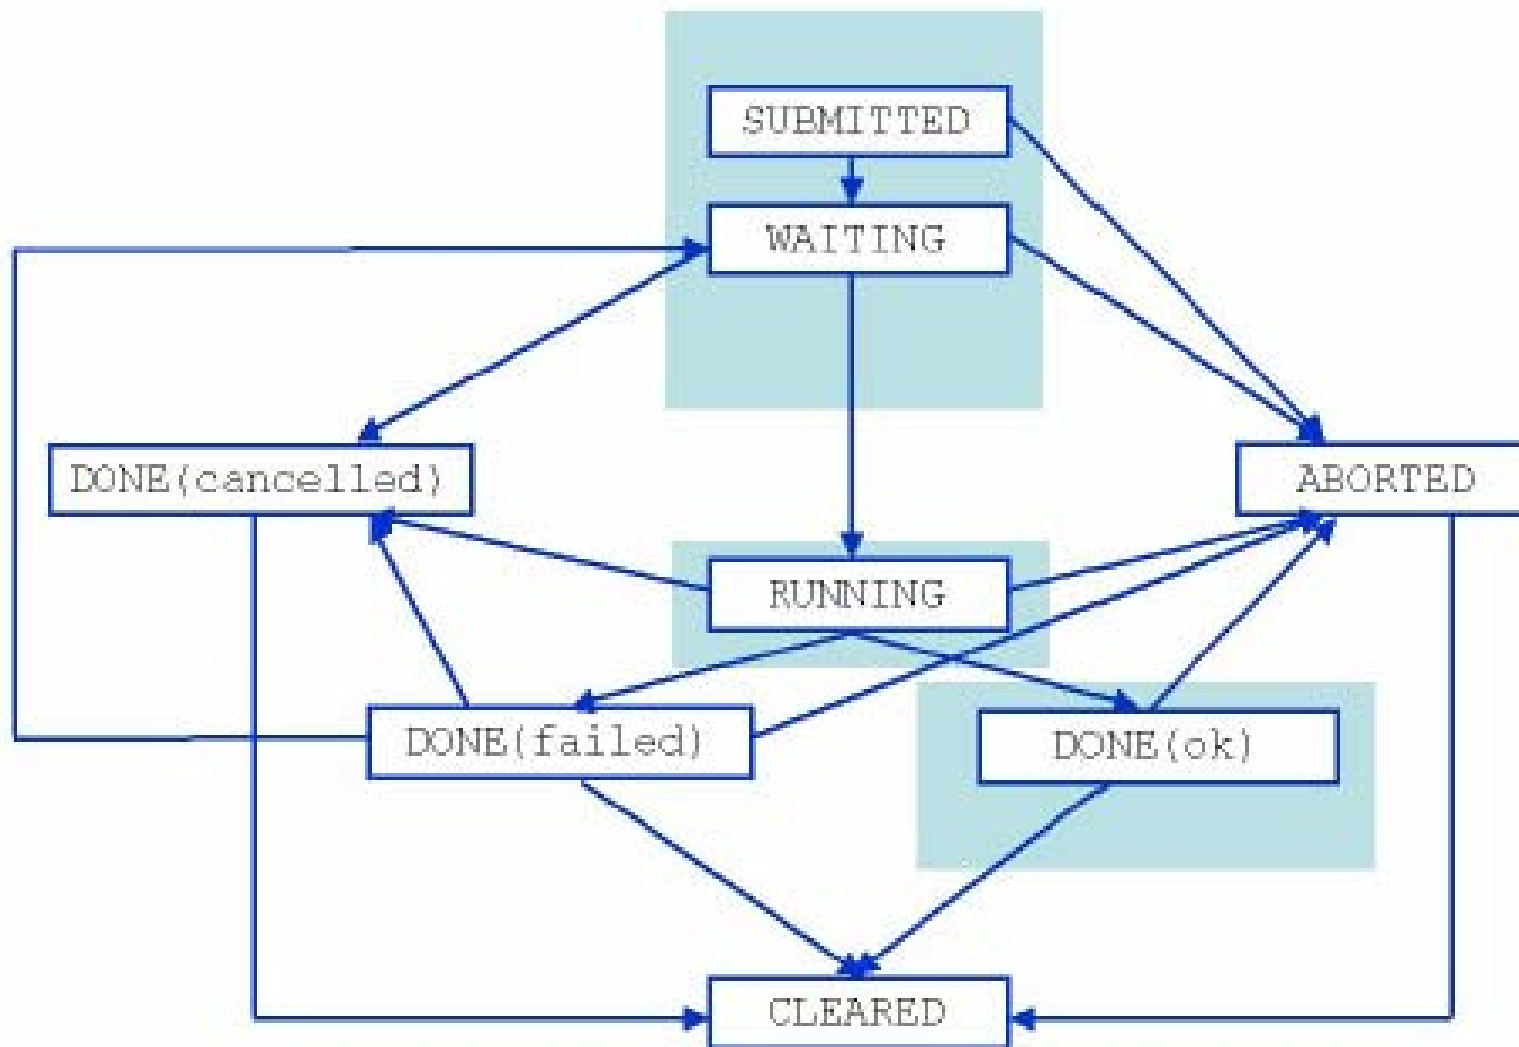 SUBMITTED
WAITING
DONE(cancelled)
ABORTED
RUNNING
DONE(failed)
DONE(ok)
CLEARED